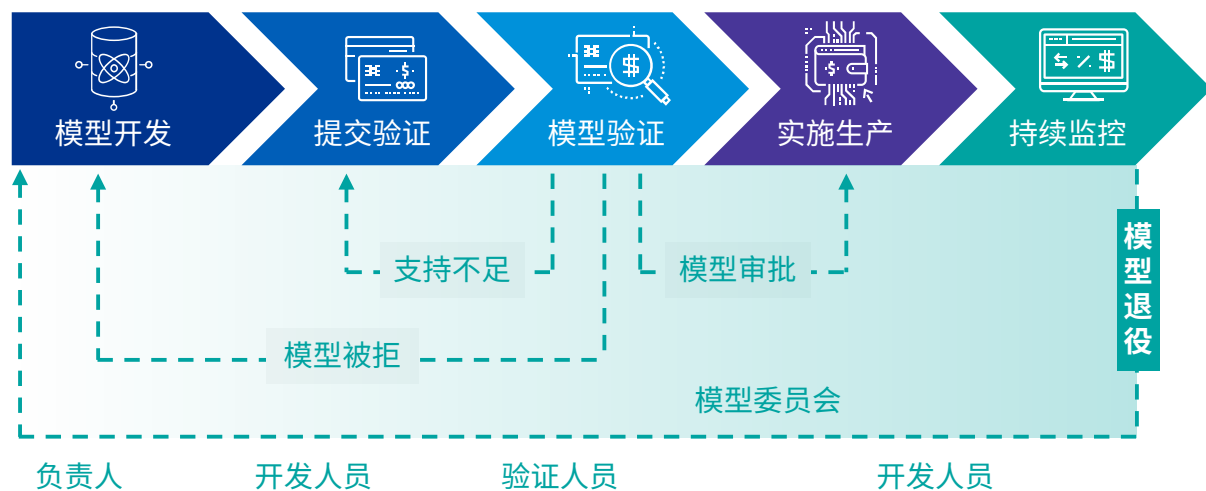 模型开发
提交验证
模型验证
实施生产
持续监控
模型退役
支持不足
模型审批
模型被拒
模型委员会
负责人
开发人员
验证人员
开发人员